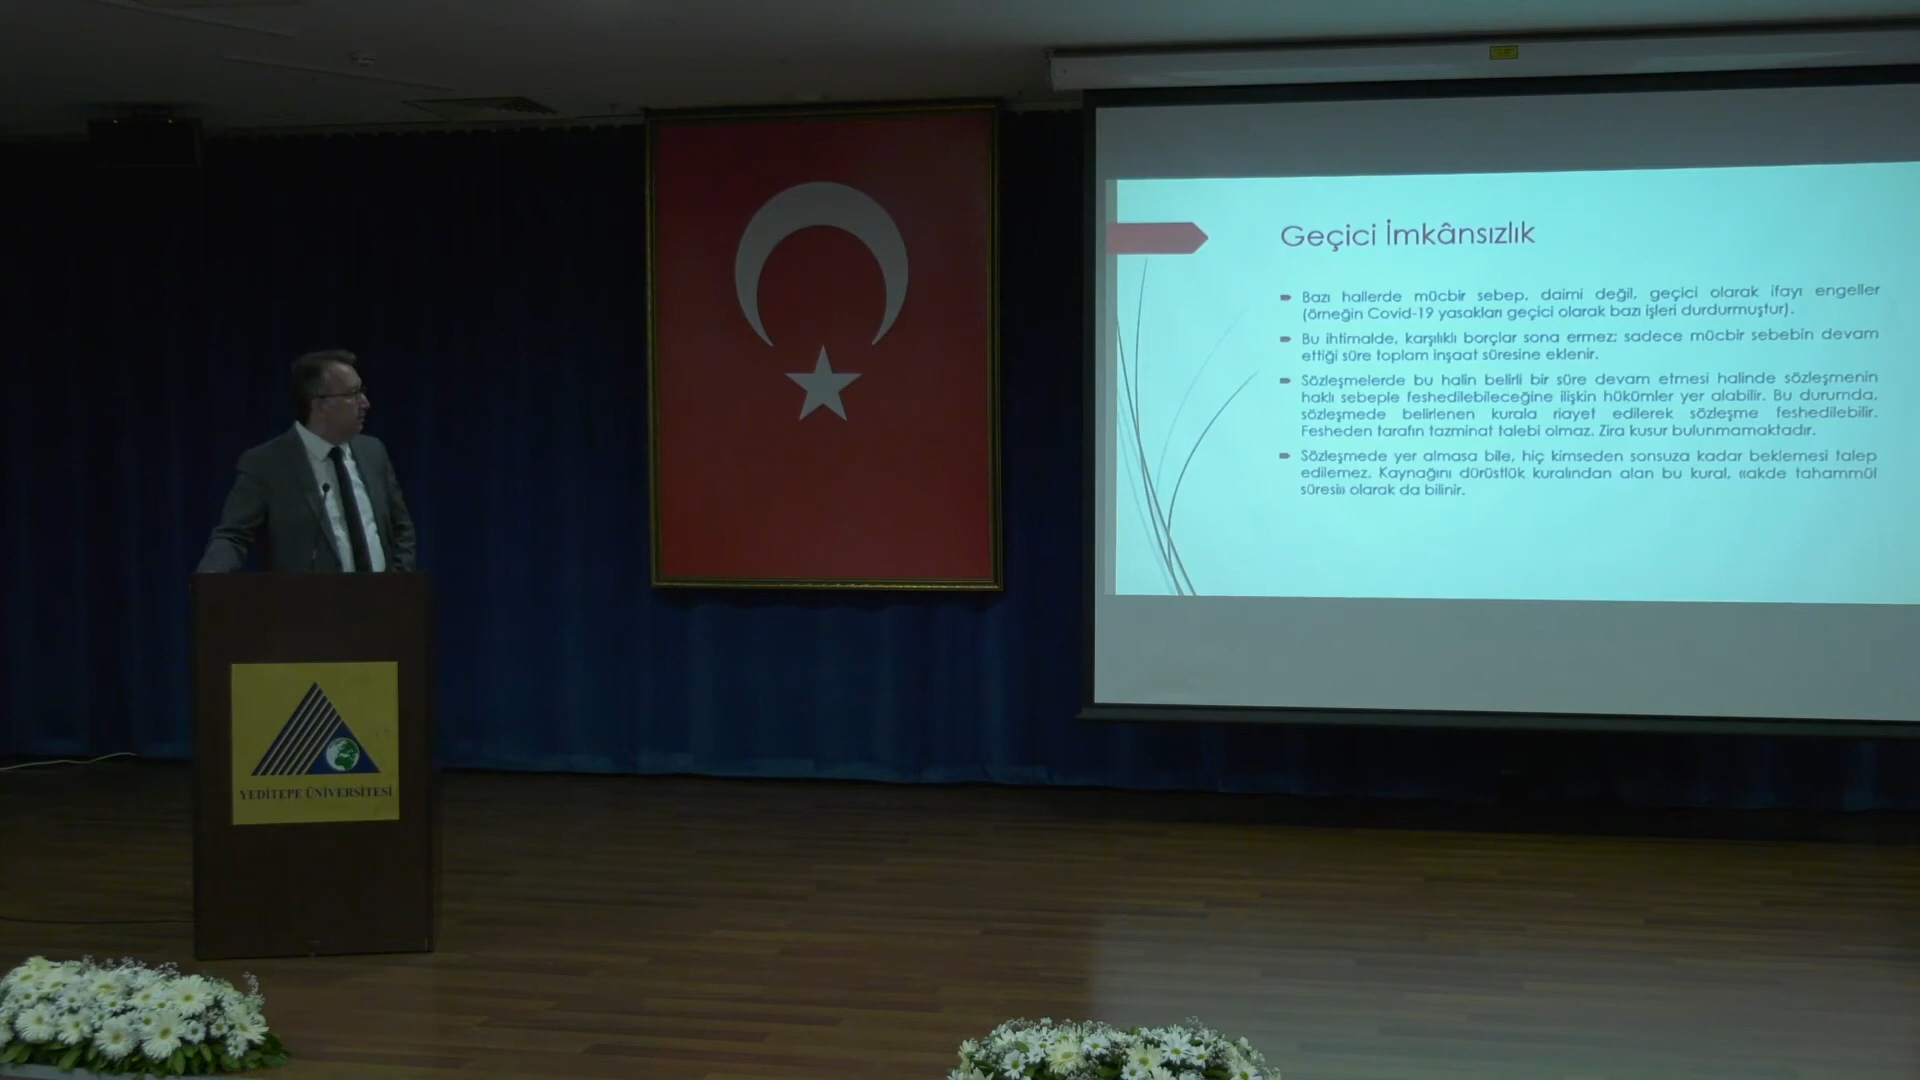 Geçici İmkânsızlık
Bazı hallerde mücbir sebep, daimi değil, geçici olarak ifayı engeller
(örneğin Covid-19 yasakları geçici olarak bazı işleri durdurmuştur).
Bu ihtimalde, karşılıklı borçlar sona ermez; sadece mücbir sebebin devam
ettiği süre toplam inşaat süresine eklenir.
Sözleşmelerde bu halin belirli bir süre devam etmesi halinde sözleşmenin
haklı sebeple feshedilebileceğine ilişkin hükümler yer alabilir. Bu durumda,
sözleşmede belirlenen kurala riayet edilerek sözleşme feshedilebilir.
Fesheden tarafın tazminat talebi olmaz. Zira kusur bulunmamaktadır.
Sözleşmede yer almasa bile, hiç kimseden sonsuza kadar beklemesi talep
edilemez. Kaynağını dürüstlük kuralından alan bu kural, «akde tahammül
süresi» olarak da bilinir.
YEDİTEPE ÜNİVERSİTESİ